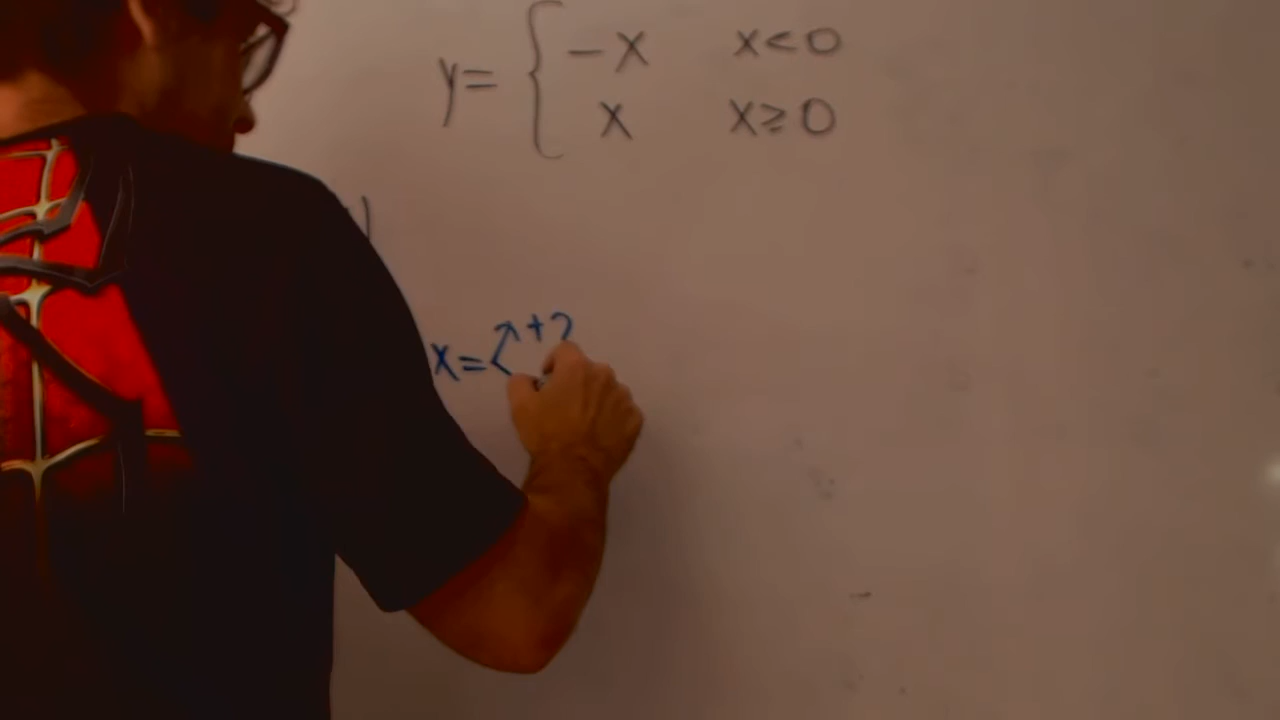 y = { -x x<0
x x≥0
x = +2